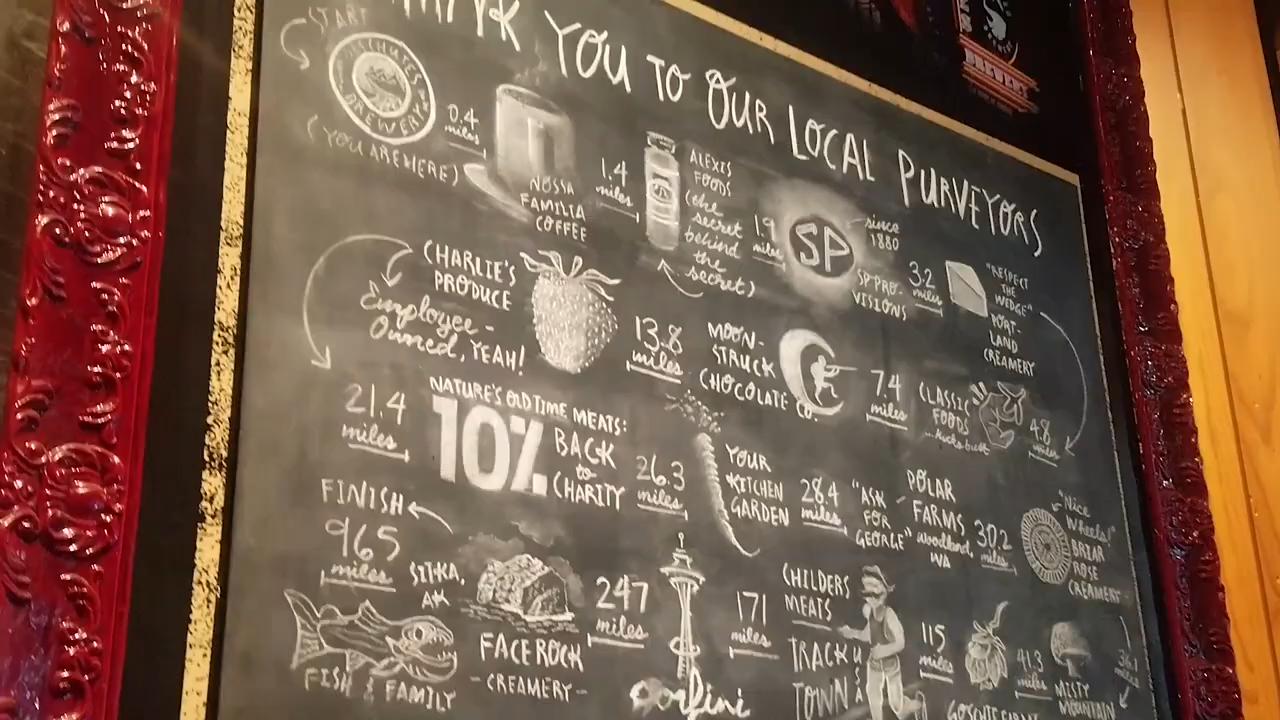 THANK YOU TO OUR LOCAL PURVEYORS
START
DESCHUTES
BREWERY
(YOU ARE HERE)
0.4
miles
NOSSA
FAMILIA
COFFEE
1.4
miles
ALEXIS
FOODS
(the
secret
behind
the
secret)
1.9
miles
SP
since
1880
SP PRO-
VISIONS
3.2
miles
"RESPECT
THE
WEDGE"
PORT-
LAND
CREAMERY
CHARLIE'S
PRODUCE
Employee-
Owned, YEAH!
13.8
miles
MOON-
STRUCK
CHOCOLATE
CO.
7.4
miles
CLASSIC
FOODS
4.8
miles
21.4
miles
NATURE'S OLD TIME MEATS:
10%
BACK
to
CHARITY
26.3
miles
YOUR
KITCHEN
GARDEN
28.4
miles
"ASK
FOR
GEORGE"
POLAR
FARMS
woodland,
WA
30.2
miles
"Nice
Wheels!"
BRIAR
ROSE
CREAMERY
FINISH
965
miles
SITKA,
AK
FISH & FAMILY
FACE ROCK
- CREAMERY -
247
miles
Corfini
171
miles
CHILDERS
MEATS
TRACK
TOWN
USA
115
miles
41.3
miles
MISTY
MOUNTAIN
36.1
miles
BREWERY